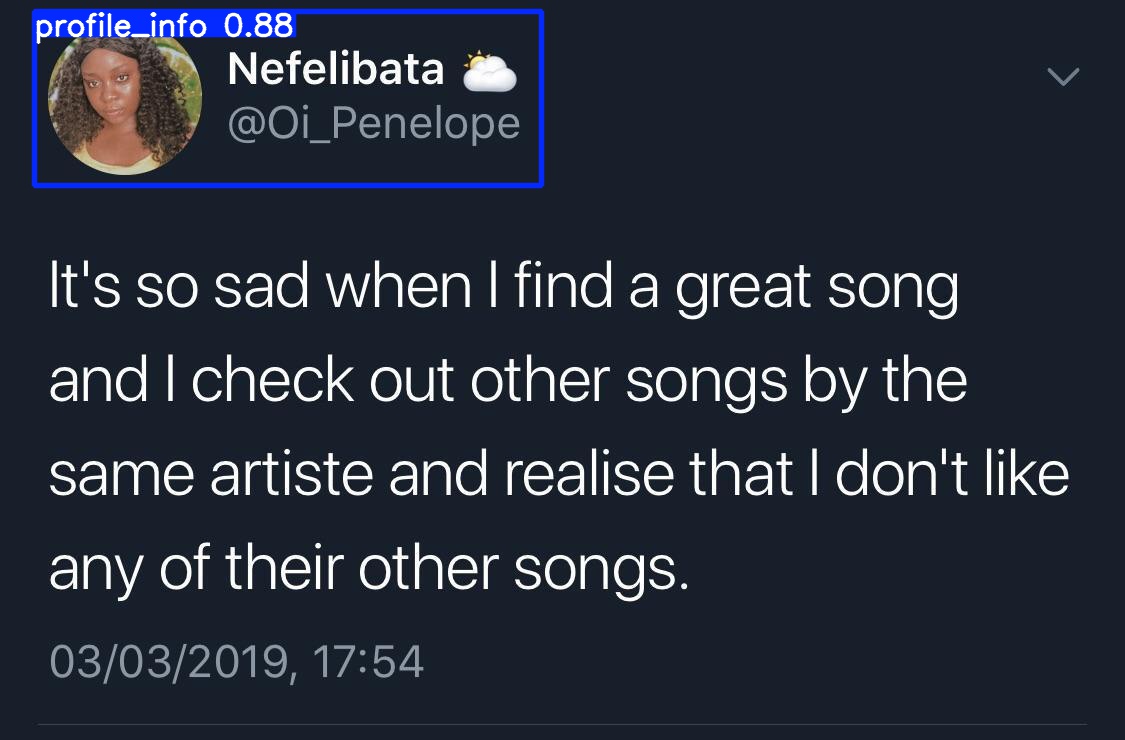 profile_info 0.88
Nefelibata 🌥️
@Oi_Penelope
It's so sad when I find a great song
and I check out other songs by the
same artiste and realise that I don't like
any of their other songs.
03/03/2019, 17:54